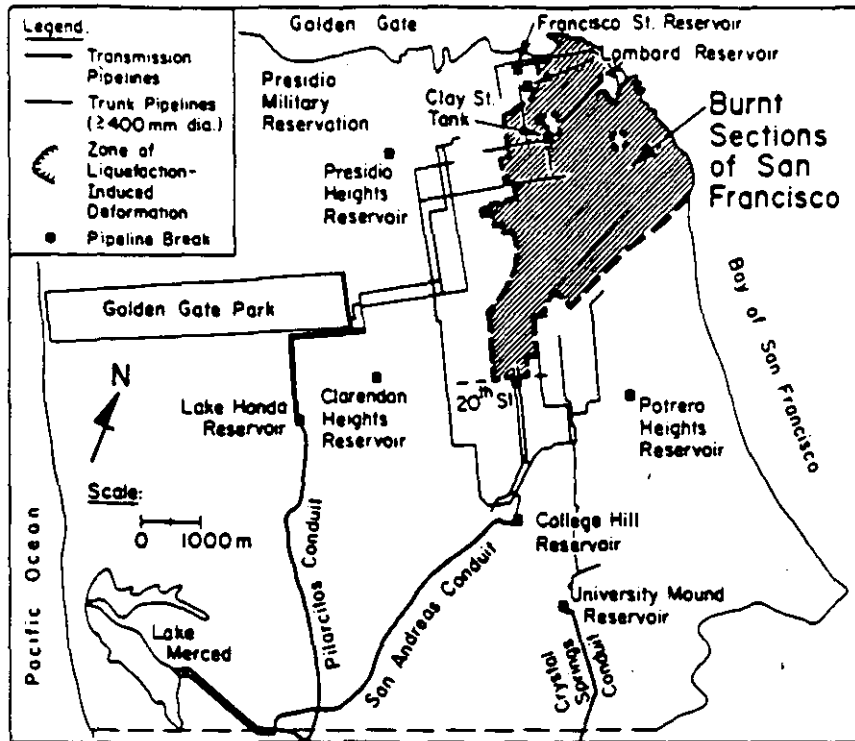 Legend.
Transmission
Pipelines
Trunk Pipelines
(≥400mm dia.)
Zone of
Liquefaction-
Induced
Deformation
Pipeline Break
Golden Gate
Francisco St. Reservoir
Lombard Reservoir
Presidio
Military
Reservation
Clay St.
Tank
Burnt
Sections
of San
Francisco
Presidio
Heights
Reservoir
Golden Gate Park
Bay of San Francisco
N
Lake Honda
Reservoir
Clarendon
Heights
Reservoir
20th St
Potrero
Heights
Reservoir
Scale:
0 1000m
College Hill
Reservoir
Pacific Ocean
Pilarcitos Conduit
San Andreas Conduit
University Mound
Reservoir
Lake
Merced
Crystal
Springs
Conduit